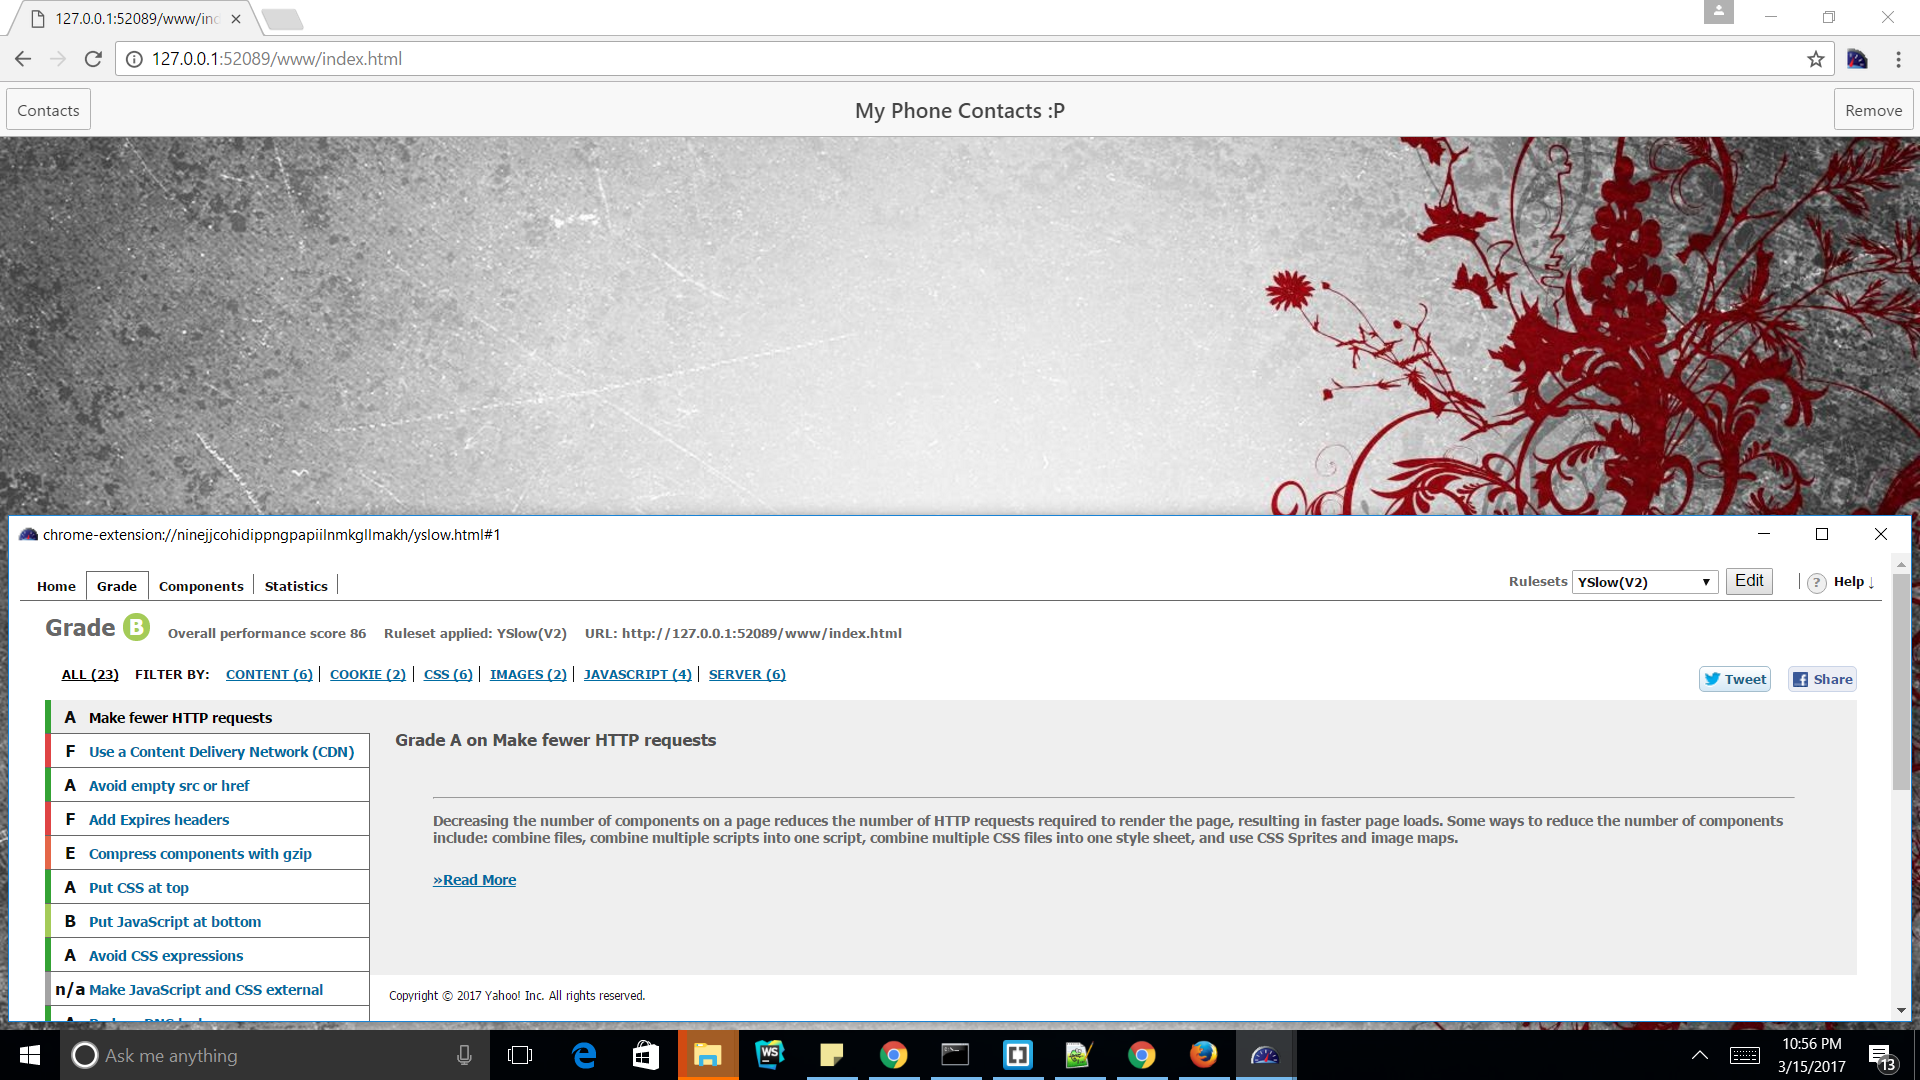 127.0.0.1:52089/www/ind
127.0.0.1:52089/www/index.html
Contacts
My Phone Contacts :P
Remove
chrome-extension://ninejjcohidippngpapiilnmkgllmakh/yslow.html#1
Home Grade Components Statistics
Rulesets YSlow(V2) Edit ? Help ↓
Grade B Overall performance score 86 Ruleset applied: YSlow(V2) URL: http://127.0.0.1:52089/www/index.html
ALL (23) FILTER BY: CONTENT (6) COOKIE (2) CSS (6) IMAGES (2) JAVASCRIPT (4) SERVER (6)
Tweet Share
A Make fewer HTTP requests
F Use a Content Delivery Network (CDN)
A Avoid empty src or href
F Add Expires headers
E Compress components with gzip
A Put CSS at top
B Put JavaScript at bottom
A Avoid CSS expressions
n/a Make JavaScript and CSS external
Grade A on Make fewer HTTP requests
Decreasing the number of components on a page reduces the number of HTTP requests required to render the page, resulting in faster page loads. Some ways to reduce the number of components
include: combine files, combine multiple scripts into one script, combine multiple CSS files into one style sheet, and use CSS Sprites and image maps.
»Read More
Copyright © 2017 Yahoo! Inc. All rights reserved.
Ask me anything
WS
10:56 PM
3/15/2017
13